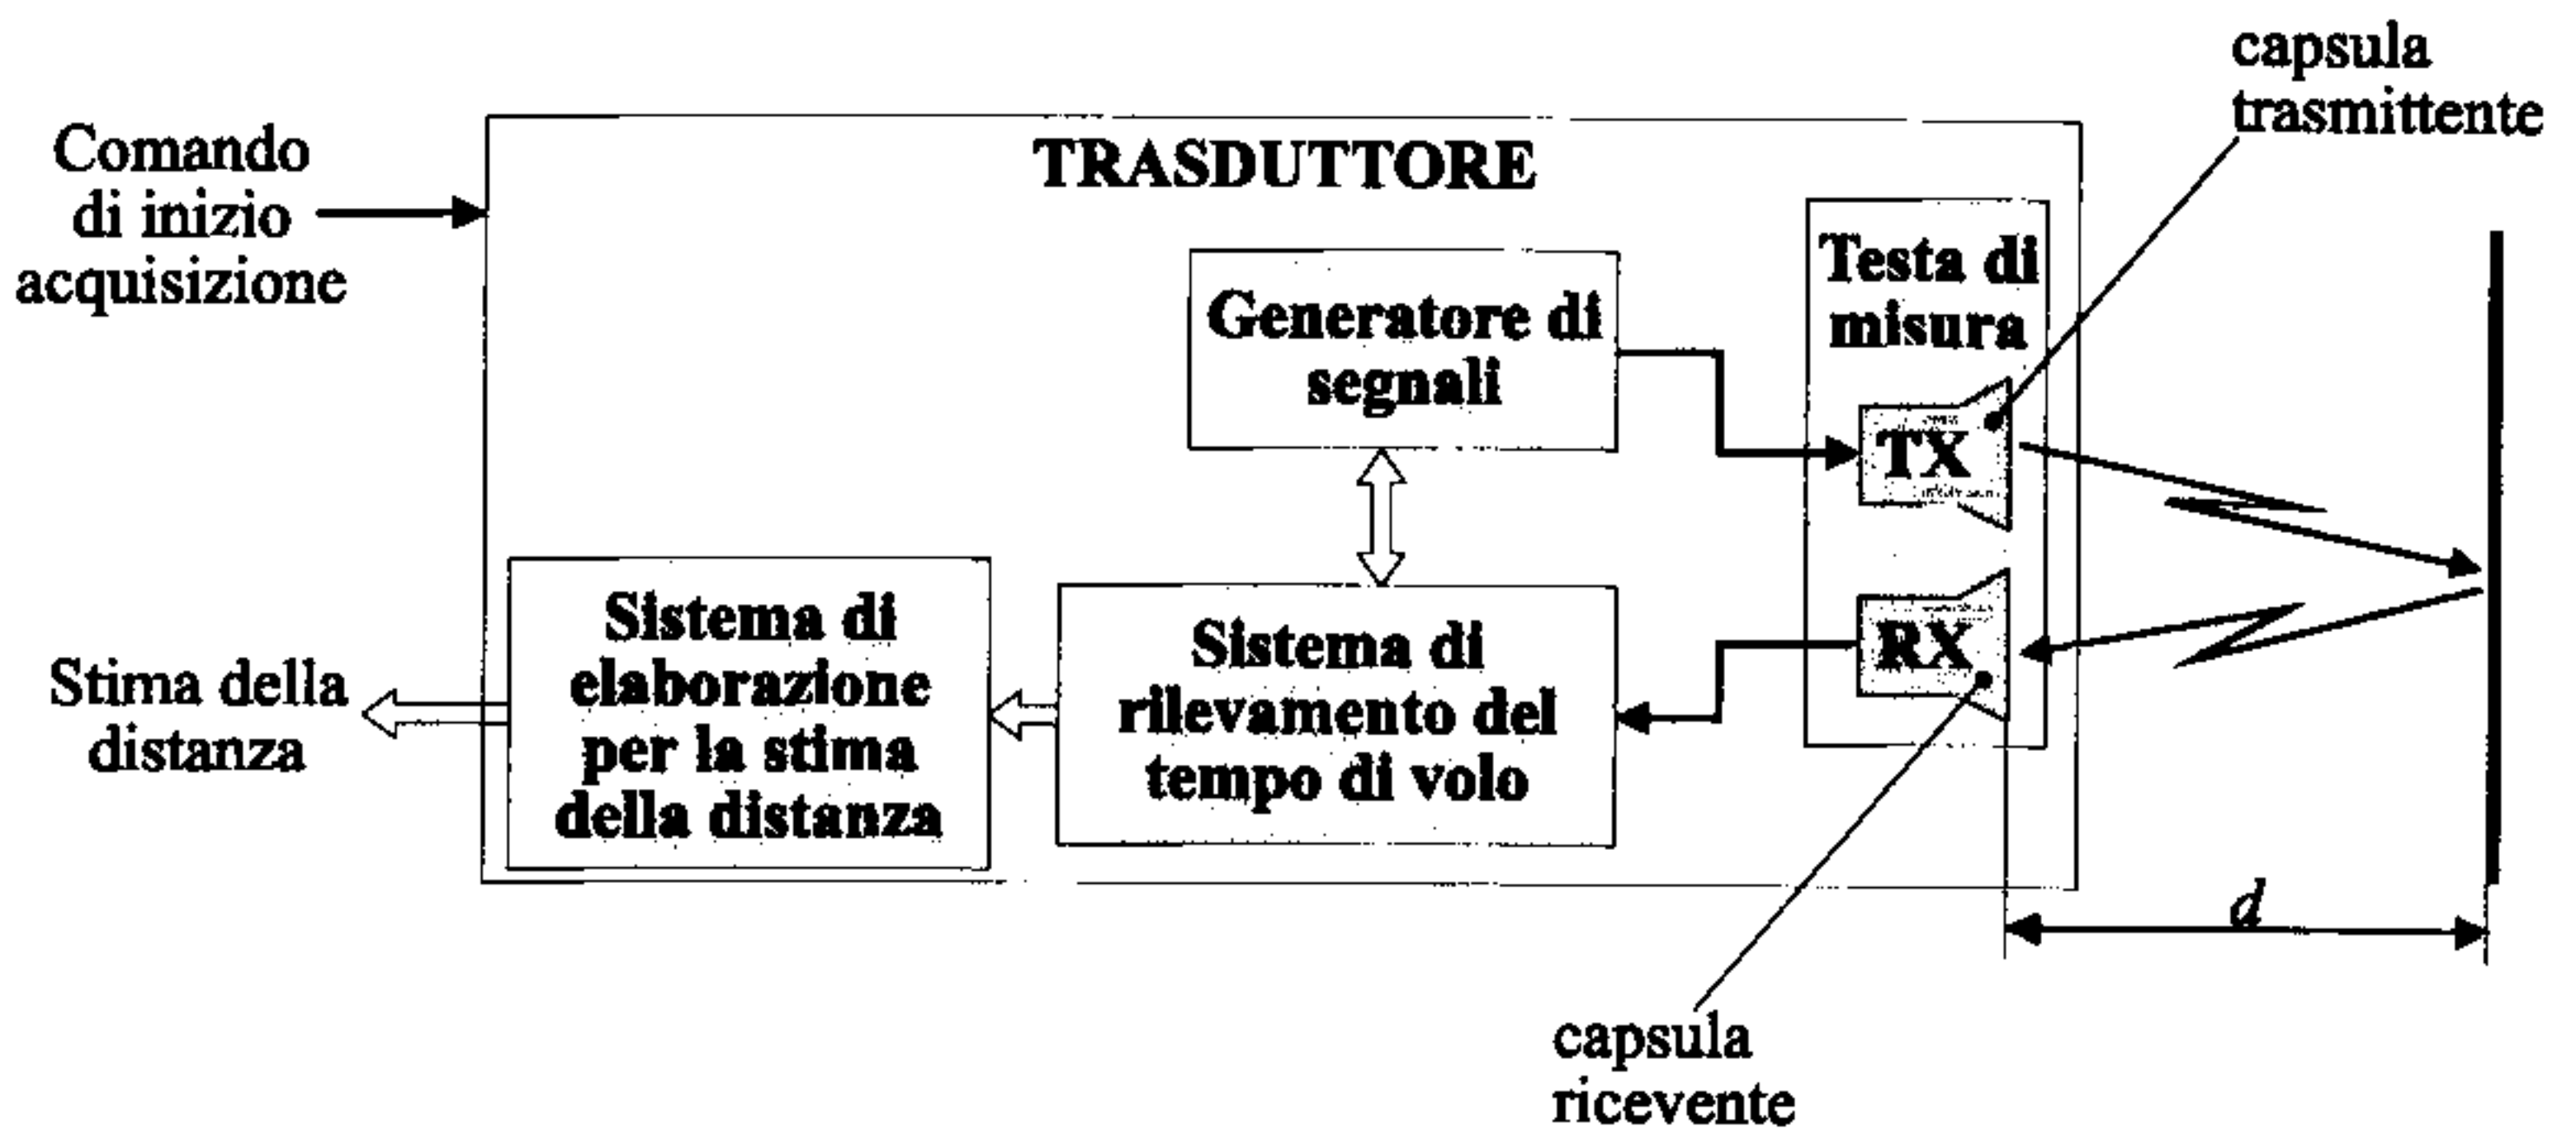 capsula
trasmittente
Comando
di inizio
acquisizione
TRASDUTTORE
Testa di
misura
Generatore di
segnali
TX
RX
Sistema di
elaborazione
per la stima
della distanza
Sistema di
rilevamento del
tempo di volo
Stima della
distanza
d
capsula
ricevente